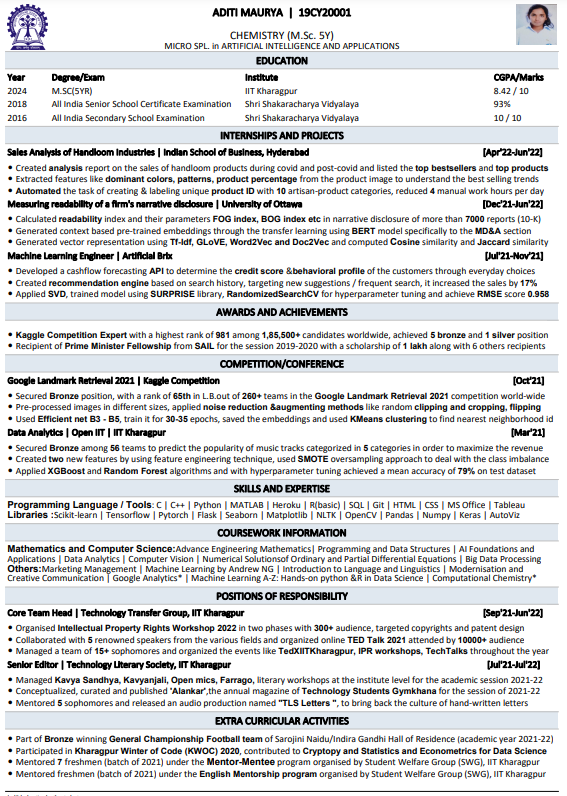 ADITI MAURYA | 19CY20001
CHEMISTRY (M.Sc. 5Y)
MICRO SPL. in ARTIFICIAL INTELLIGENCE AND APPLICATIONS
EDUCATION
Year Degree/Exam Institute CGPA/Marks
2024 M.SC(5YR) IIT Kharagpur 8.42 / 10
2018 All India Senior School Certificate Examination Shri Shakaracharya Vidyalaya 93%
2016 All India Secondary School Examination Shri Shakaracharya Vidyalaya 10 / 10
INTERNSHIPS AND PROJECTS
Sales Analysis of Handloom Industries | Indian School of Business, Hyderabad [Apr'22-Jun'22]
• Created analysis report on the sales of handloom products during covid and post-covid and listed the top bestsellers and top products
• Extracted features like dominant colors, patterns, product percentage from the product image to understand the best selling trends
• Automated the task of creating & labeling unique product ID with 10 artisan-product categories, reduced 4 manual work hours per day
Measuring readability of a firm's narrative disclosure | University of Ottawa [Dec'21-Jun'22]
• Calculated readability index and their parameters FOG index, BOG index etc in narrative disclosure of more than 7000 reports (10-K)
• Generated context based pre-trained embeddings through the transfer learning using BERT model specifically to the MD&A section
• Generated vector representation using Tf-Idf, GLoVE, Word2Vec and Doc2Vec and computed Cosine similarity and Jaccard similarity
Machine Learning Engineer | Artificial Brix [Jul'21-Nov'21]
• Developed a cashflow forecasting API to determine the credit score &behavioral profile of the customers through everyday choices
• Created recommendation engine based on search history, targeting new suggestions / frequent search, it increased the sales by 17%
• Applied SVD, trained model using SURPRISE library, RandomizedSearchCV for hyperparameter tuning and achieve RMSE score 0.958
AWARDS AND ACHIEVEMENTS
• Kaggle Competition Expert with a highest rank of 981 among 1,85,500+ candidates worldwide, achieved 5 bronze and 1 silver position
• Recipient of Prime Minister Fellowship from SAIL for the session 2019-2020 with a scholarship of 1 lakh along with 6 others recipients
COMPETITION/CONFERENCE
Google Landmark Retrieval 2021 | Kaggle Competition [Oct'21]
• Secured Bronze position, with a rank of 65th in L.B.out of 260+ teams in the Google Landmark Retrieval 2021 competition world-wide
• Pre-processed images in different sizes, applied noise reduction &augmenting methods like random clipping and cropping, flipping
• Used Efficient net B3 - B5, train it for 30-35 epochs, saved the embeddings and used KMeans clustering to find nearest neighborhood id
Data Analytics | Open IIT | IIT Kharagpur [Mar'21]
• Secured Bronze among 56 teams to predict the popularity of music tracks categorized in 5 categories in order to maximize the revenue
• Created two new features by using feature engineering technique, used SMOTE oversampling approach to deal with the class imbalance
• Applied XGBoost and Random Forest algorithms and with hyperparameter tuning achieved a mean accuracy of 79% on test dataset
SKILLS AND EXPERTISE
Programming Language / Tools: C | C++ | Python | MATLAB | Heroku | R(basic) | SQL | Git | HTML | CSS | MS Office | Tableau
Libraries :Scikit-learn | Tensorflow | Pytorch | Flask | Seaborn | Matplotlib | NLTK | OpenCV | Pandas | Numpy | Keras | AutoViz
COURSEWORK INFORMATION
Mathematics and Computer Science:Advance Engineering Mathematics | Programming and Data Structures | AI Foundations and
Applications | Data Analytics | Computer Vision | Numerical Solutionsof Ordinary and Partial Differential Equations | Big Data Processing
Others:Marketing Management | Machine Learning by Andrew NG | Introduction to Language and Linguistics | Modernisation and
Creative Communication | Google Analytics* | Machine Learning A-Z: Hands-on python &R in Data Science | Computational Chemistry*
POSITIONS OF RESPONSIBILITY
Core Team Head | Technology Transfer Group, IIT Kharagpur [Sep'21-Jun'22]
• Organised Intellectual Property Rights Workshop 2022 in two phases with 300+ audience, targeted copyrights and patent design
• Collaborated with 5 renowned speakers from the various fields and organized online TED Talk 2021 attended by 10000+ audience
• Managed a team of 15+ sophomores and organized the events like TedXIITKharagpur, IPR workshops, TechTalks throughout the year
Senior Editor | Technology Literary Society, IIT Kharagpur [Jul'21-Jul'22]
• Managed Kavya Sandhya, Kavyanjali, Open mics, Farrago, literary workshops at the institute level for the academic session 2021-22
• Conceptualized, curated and published 'Alankar',the annual magazine of Technology Students Gymkhana for the session of 2021-22
• Mentored 5 sophomores and released an audio production named "TLS Letters ", to bring back the culture of hand-written letters
EXTRA CURRICULAR ACTIVITIES
• Part of Bronze winning General Championship Football team of Sarojini Naidu/Indira Gandhi Hall of Residence (academic year 2021-22)
• Participated in Kharagpur Winter of Code (KWOC) 2020, contributed to Cryptopy and Statistics and Econometrics for Data Science
• Mentored 7 freshmen (batch of 2021) under the Mentor-Mentee program organised by Student Welfare Group (SWG), IIT Kharagpur
• Mentored freshmen (batch of 2021) under the English Mentorship program organised by Student Welfare Group (SWG), IIT Kharagpur